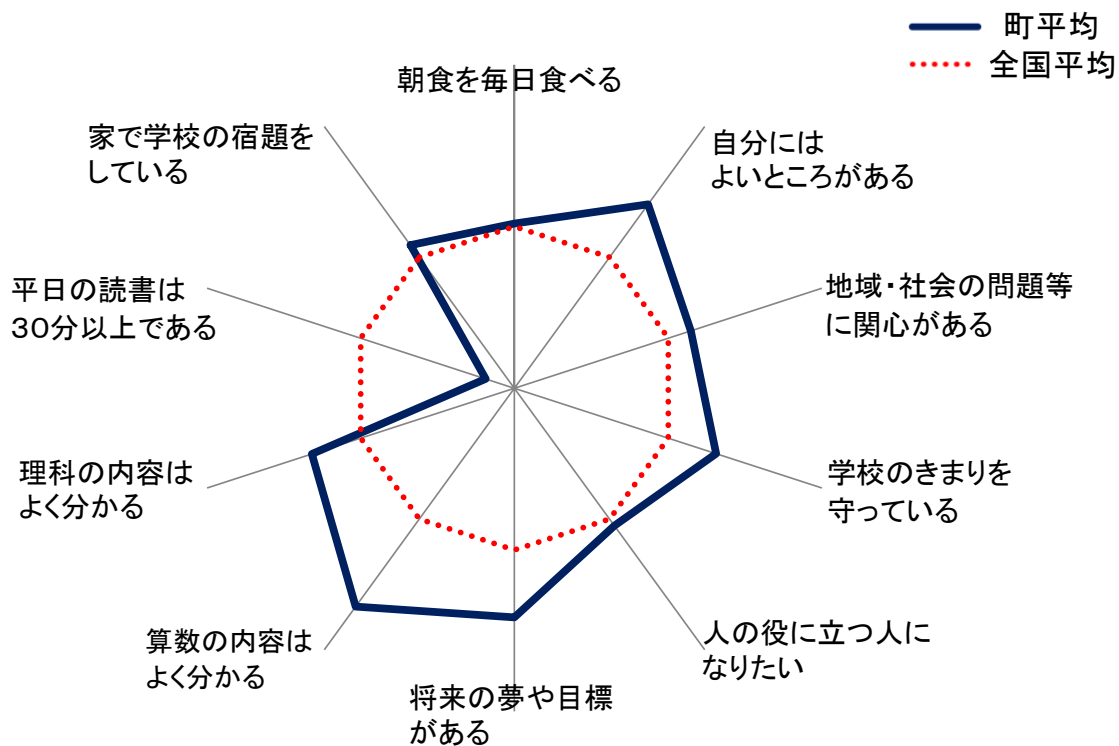 町平均
全国平均
朝食を毎日食べる
自分には
よいところがある
地域・社会の問題等
に関心がある
学校のきまりを
守っている
人の役に立つ人に
なりたい
将来の夢や目標
がある
算数の内容は
よく分かる
理科の内容は
よく分かる
平日の読書は
30分以上である
家で学校の宿題を
している